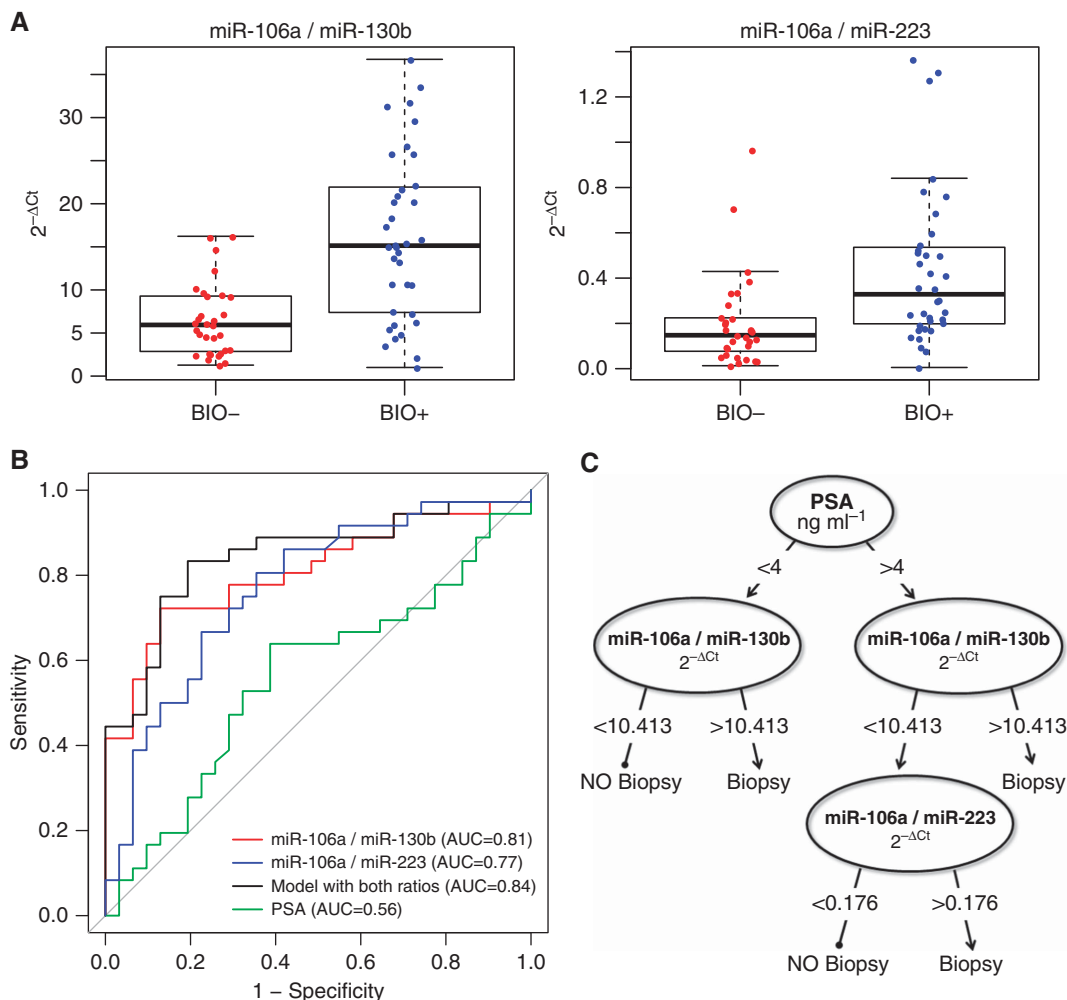 A
miR-106a / miR-130b
2^−ΔCt
30
20
10
5
0
BIO−
BIO+
miR-106a / miR-223
2^−ΔCt
1.2
0.8
0.4
0.0
BIO−
BIO+
B
Sensitivity
1.0
0.8
0.6
0.4
0.2
0.0
miR-106a / miR-130b (AUC=0.81)
miR-106a / miR-223 (AUC=0.77)
Model with both ratios (AUC=0.84)
PSA (AUC=0.56)
0.0 0.2 0.4 0.6 0.8 1.0
1 − Specificity
C
PSA
ng ml^−1
<4 >4
miR-106a / miR-130b
2^−ΔCt
miR-106a / miR-130b
2^−ΔCt
<10.413 >10.413 <10.413 >10.413
NO Biopsy Biopsy Biopsy
miR-106a / miR-223
2^−ΔCt
<0.176 >0.176
NO Biopsy Biopsy